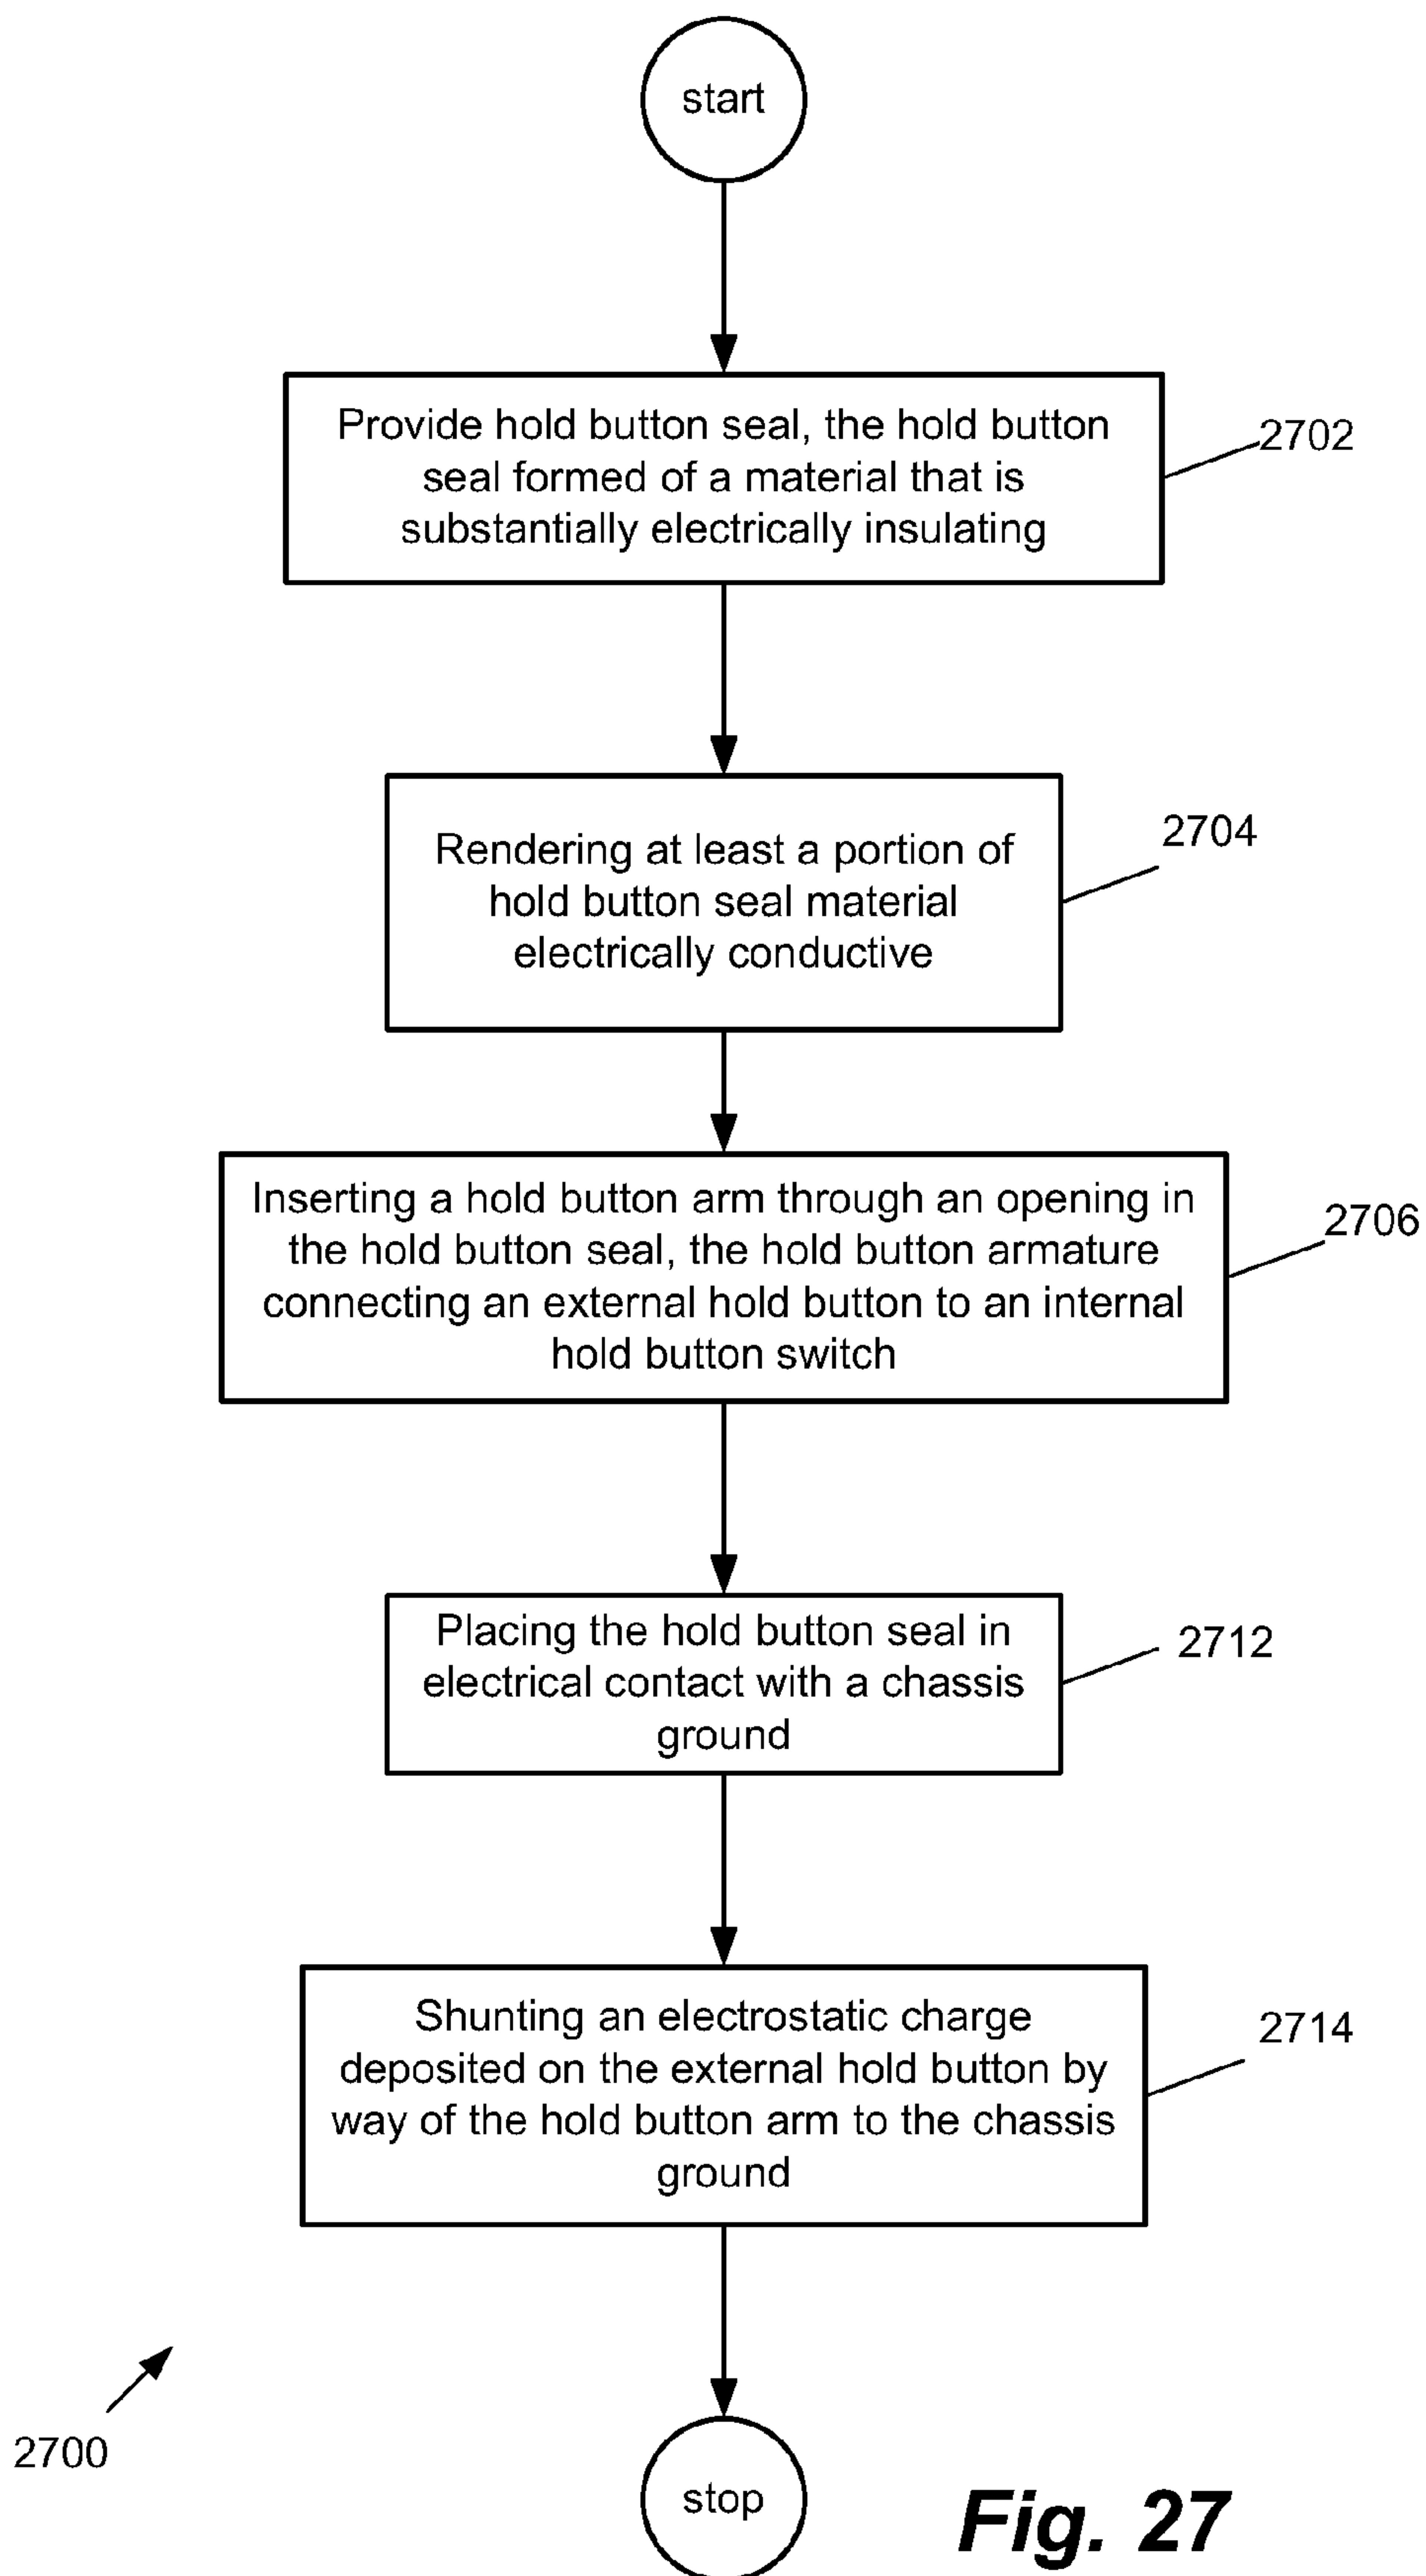 start
Provide hold button seal, the hold button
seal formed of a material that is
substantially electrically insulating
2702
Rendering at least a portion of
hold button seal material
electrically conductive
2704
Inserting a hold button arm through an opening in
the hold button seal, the hold button armature
connecting an external hold button to an internal
hold button switch
2706
Placing the hold button seal in
electrical contact with a chassis
ground
2712
Shunting an electrostatic charge
deposited on the external hold button by
way of the hold button arm to the chassis
ground
2714
2700
stop
Fig. 27